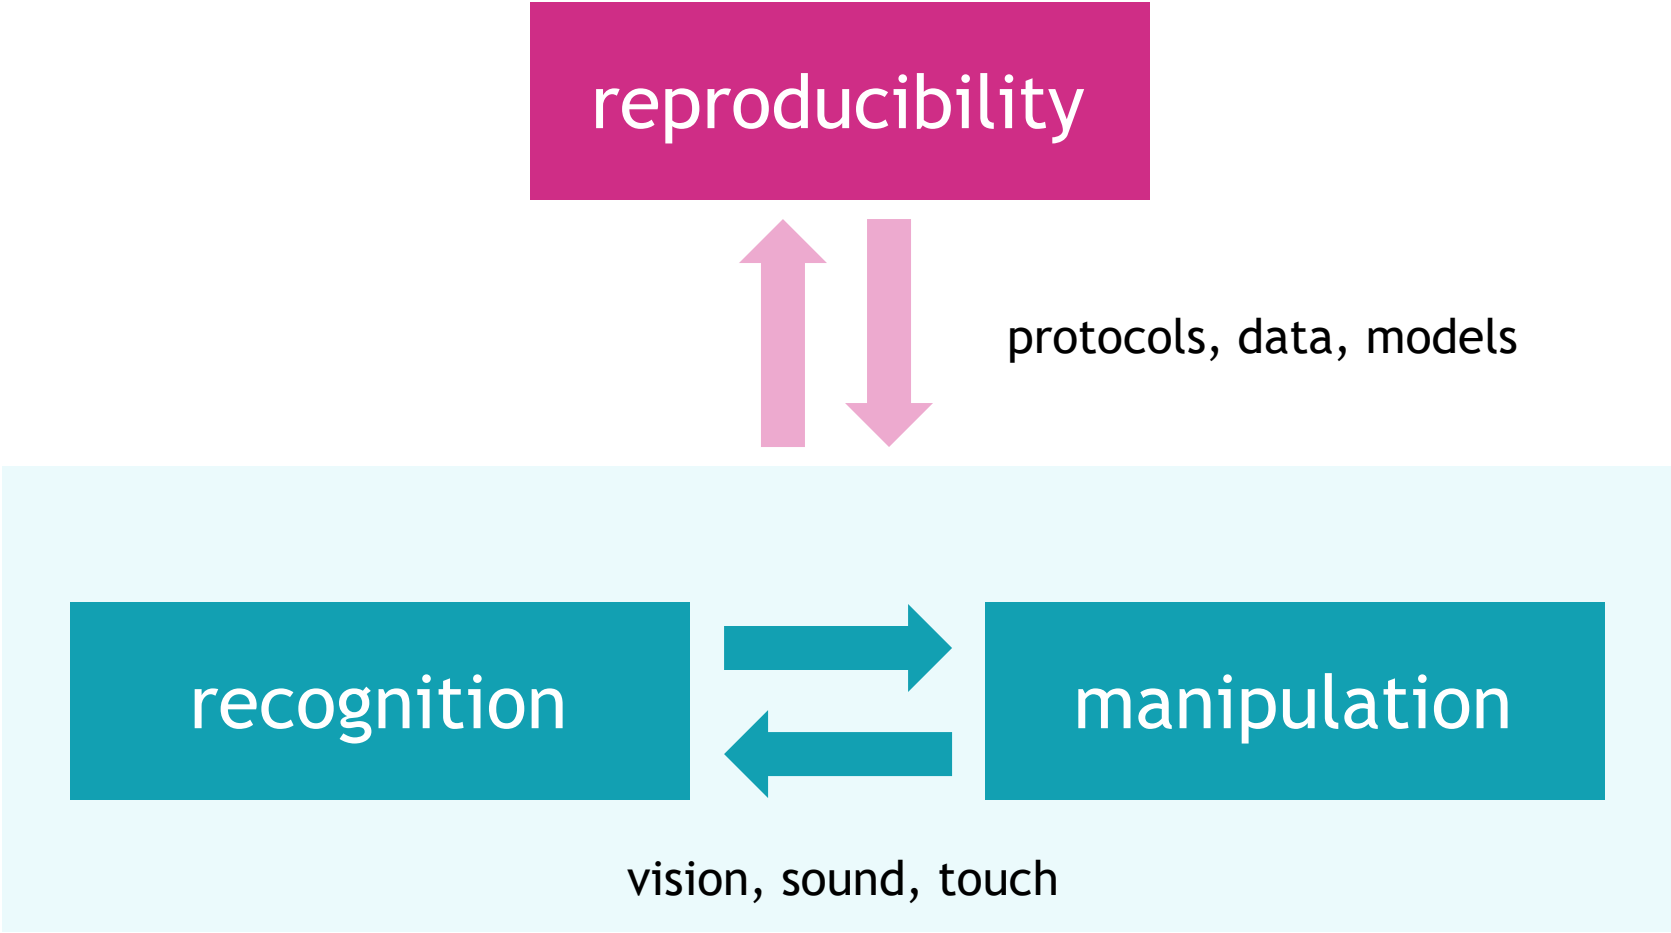 reproducibility
protocols, data, models
recognition
manipulation
vision, sound, touch